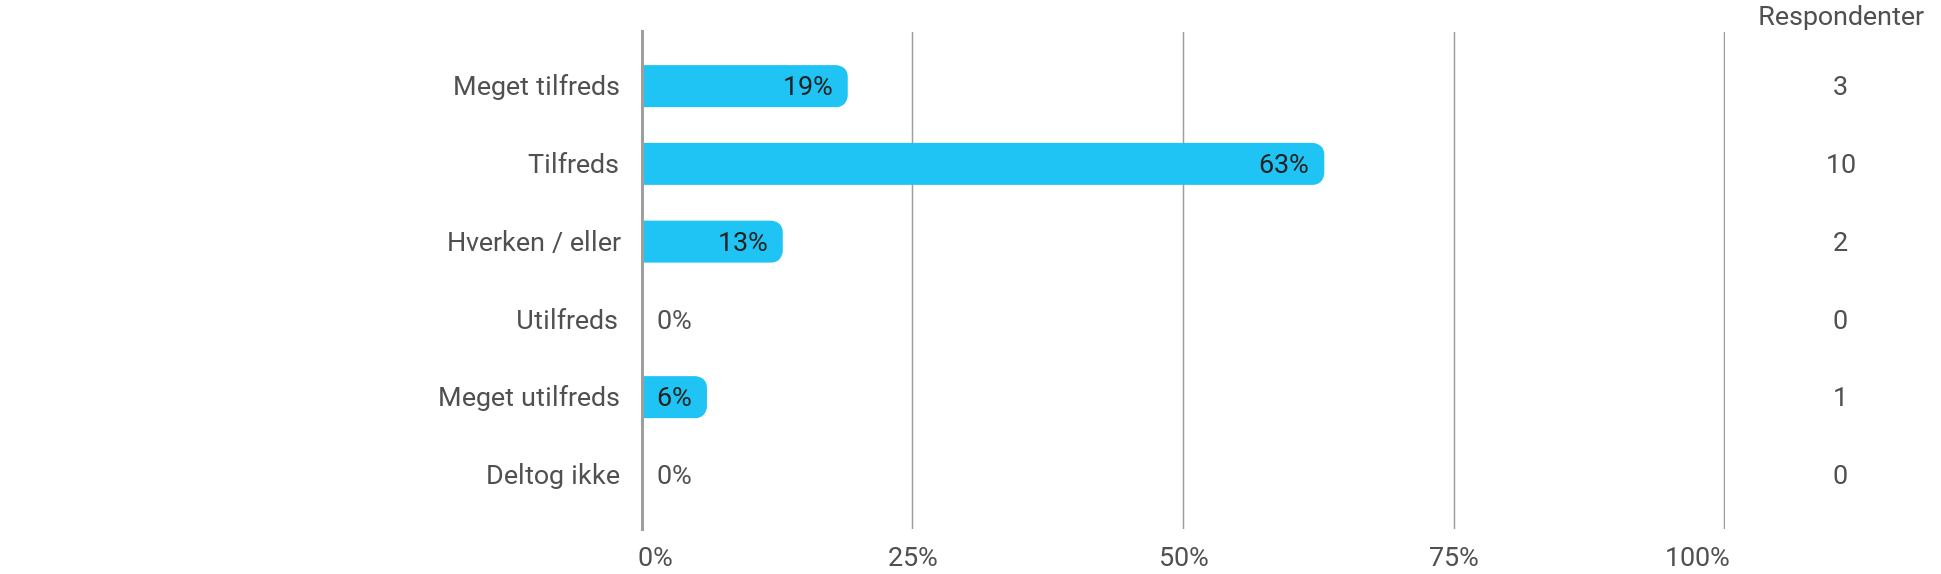 Respondenter
Meget tilfreds 19% 3
Tilfreds 63% 10
Hverken / eller 13% 2
Utilfreds 0% 0
Meget utilfreds 6% 1
Deltog ikke 0% 0
0% 25% 50% 75% 100%